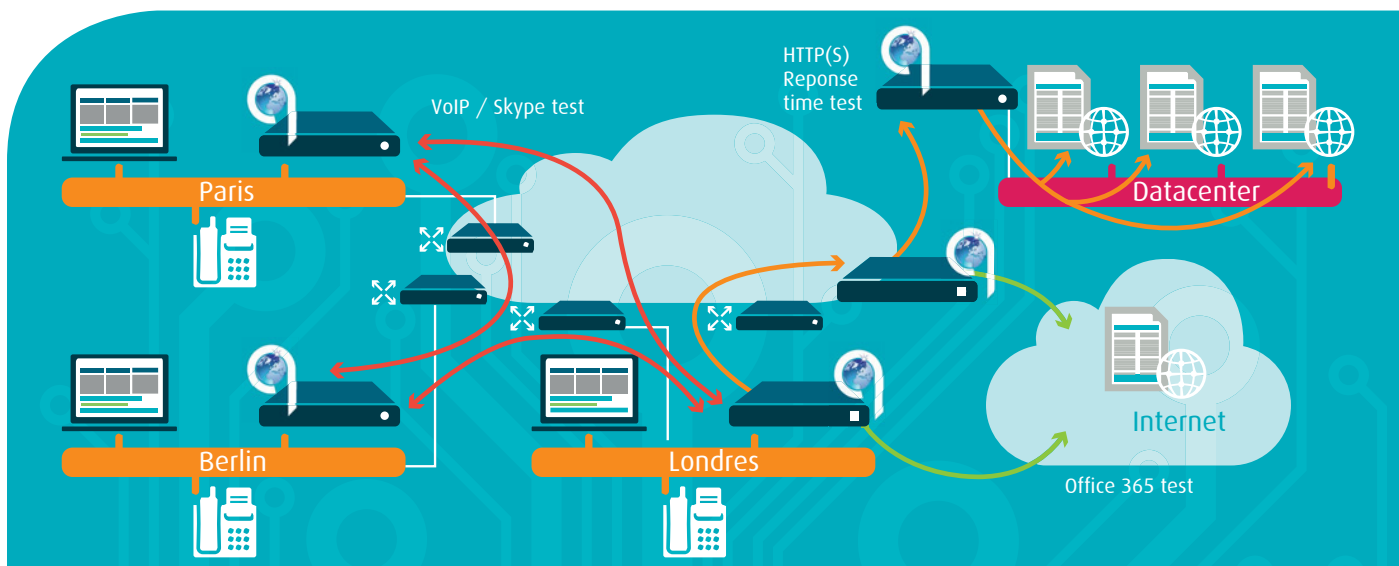 HTTP(S)
Reponse
time test
VoIP / Skype test
Paris
Datacenter
Berlin
Londres
Internet
Office 365 test